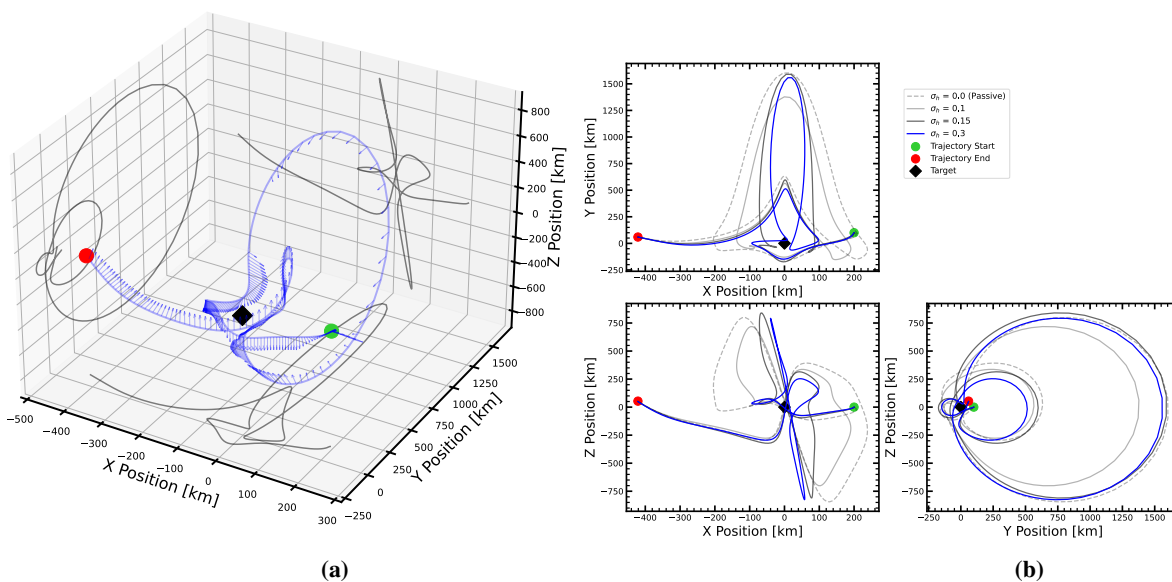 800
600
400
200
0
−200
−400
−600
−800
Z Position [km]
−500
−400
−300
−200
−100
0
100
200
300
X Position [km]
−250
0
250
500
750
1000
1250
1500
Y Position [km]
(a)
1500
1250
1000
750
500
250
0
−250
Y Position [km]
−400 −300 −200 −100 0 100 200
X Position [km]
σh = 0.0 (Passive)
σh = 0.1
σh = 0.15
σh = 0.3
Trajectory Start
Trajectory End
Target
750
500
250
0
−250
−500
−750
Z Position [km]
−400 −300 −200 −100 0 100 200
X Position [km]
750
500
250
0
−250
−500
−750
Z Position [km]
−250 0 250 500 750 1000 1250 1500
Y Position [km]
(b)